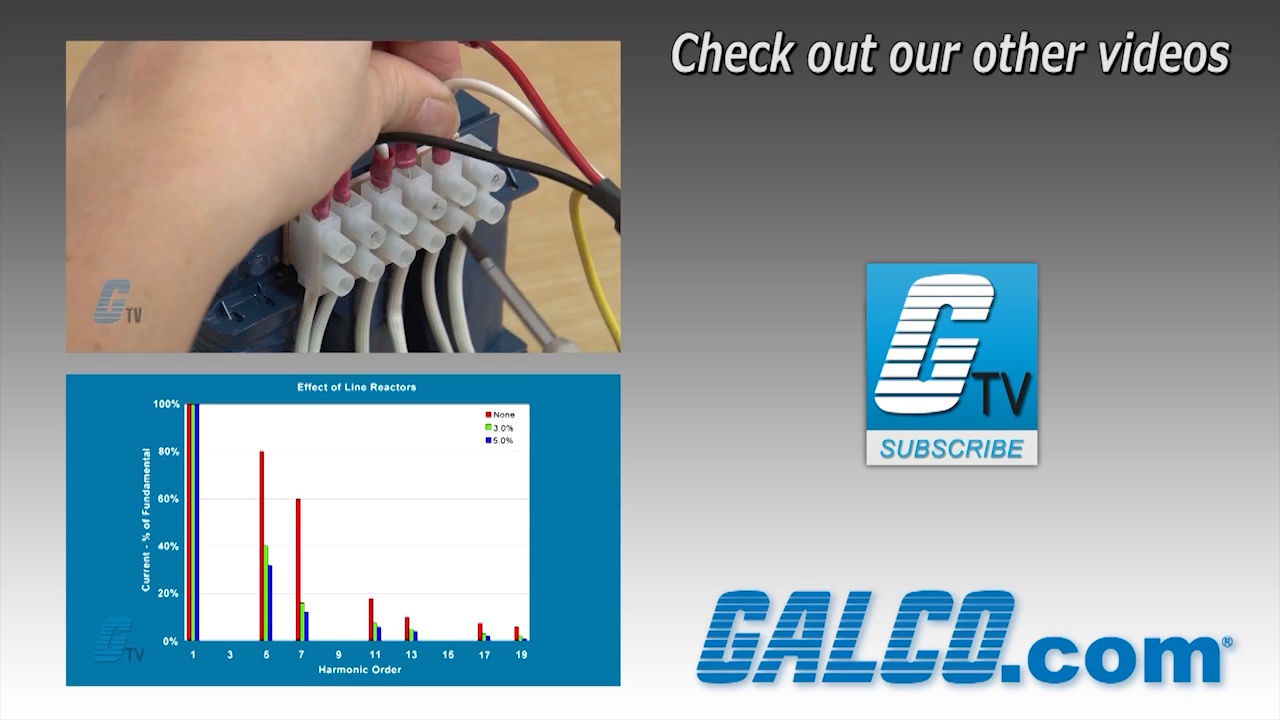 Check out our other videos
G TV
Effect of Line Reactors
None
3.0%
5.0%
100%
80%
60%
40%
20%
0%
Current - % of Fundamental
1 3 5 7 9 11 13 15 17 19
Harmonic Order
G TV
G TV
SUBSCRIBE
GALCO.com®